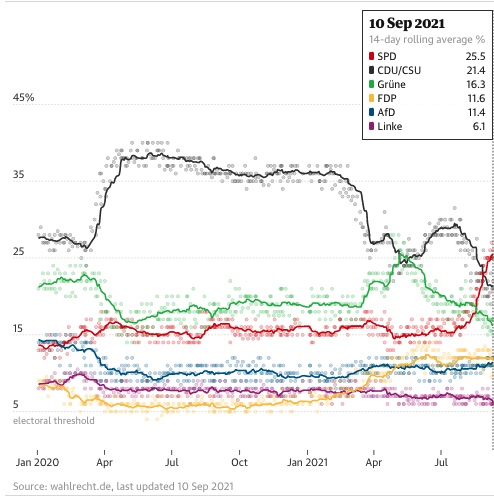 10 Sep 2021
14-day rolling average %
SPD 25.5
CDU/CSU 21.4
Grüne 16.3
FDP 11.6
AfD 11.4
Linke 6.1
45%
35
25
15
5
electoral threshold
Jan 2020 Apr Jul Oct Jan 2021 Apr Jul
Source: wahlrecht.de, last updated 10 Sep 2021